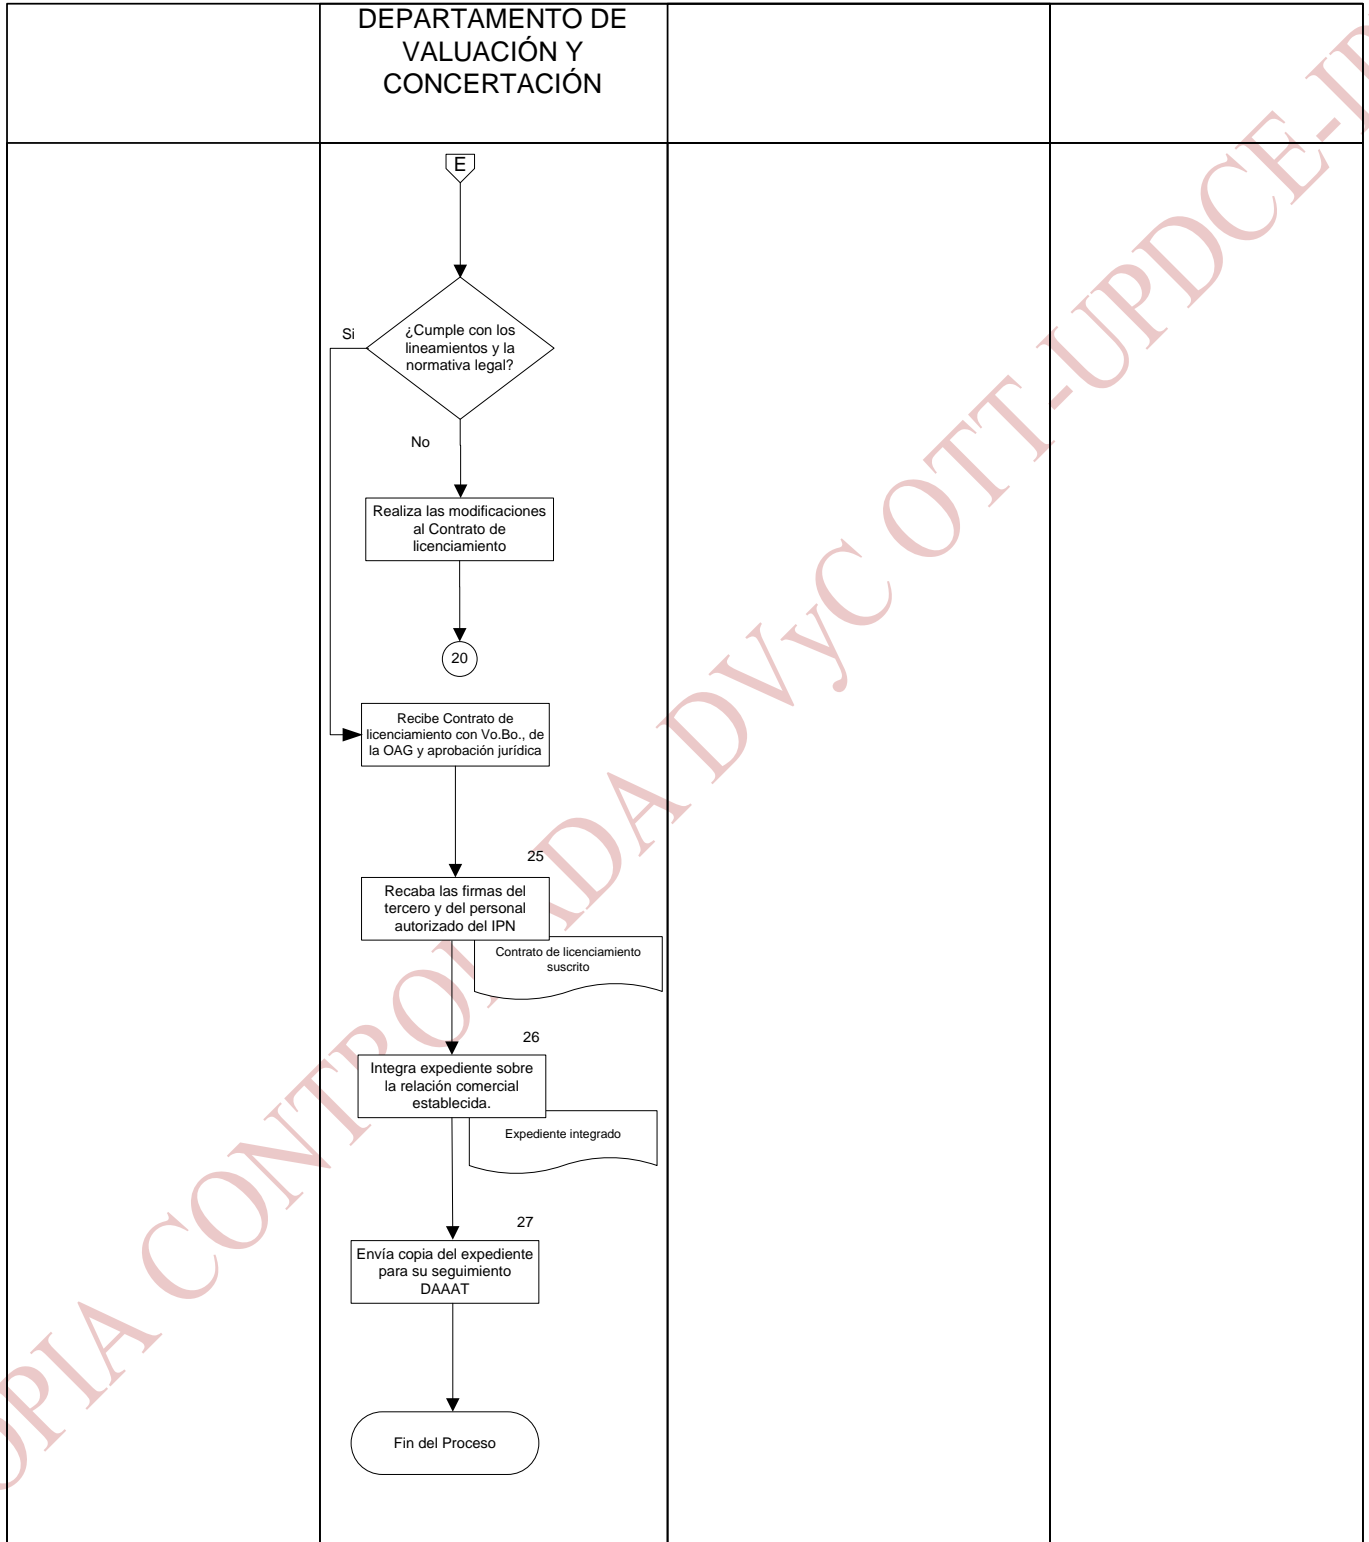 DEPARTAMENTO DE
VALUACIÓN Y
CONCERTACIÓN
E
¿Cumple con los
lineamientos y la
normativa legal?
Si
No
Realiza las modificaciones
al Contrato de
licenciamiento
20
Recibe Contrato de
licenciamiento con Vo.Bo., de
la OAG y aprobación jurídica
25
Recaba las firmas del
tercero y del personal
autorizado del IPN
Contrato de licenciamiento
suscrito
26
Integra expediente sobre
la relación comercial
establecida.
Expediente integrado
27
Envía copia del expediente
para su seguimiento
DAAAT
Fin del Proceso
DVyC OTT-UPDCE-